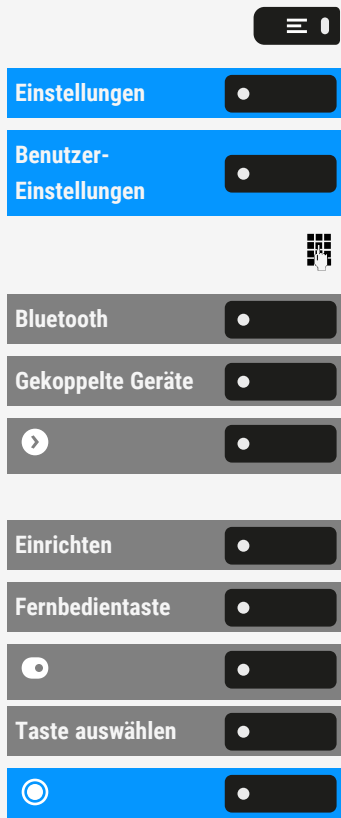 Einstellungen
Benutzer-
Einstellungen
Bluetooth
Gekoppelte Geräte
Einrichten
Fernbedientaste
Taste auswählen